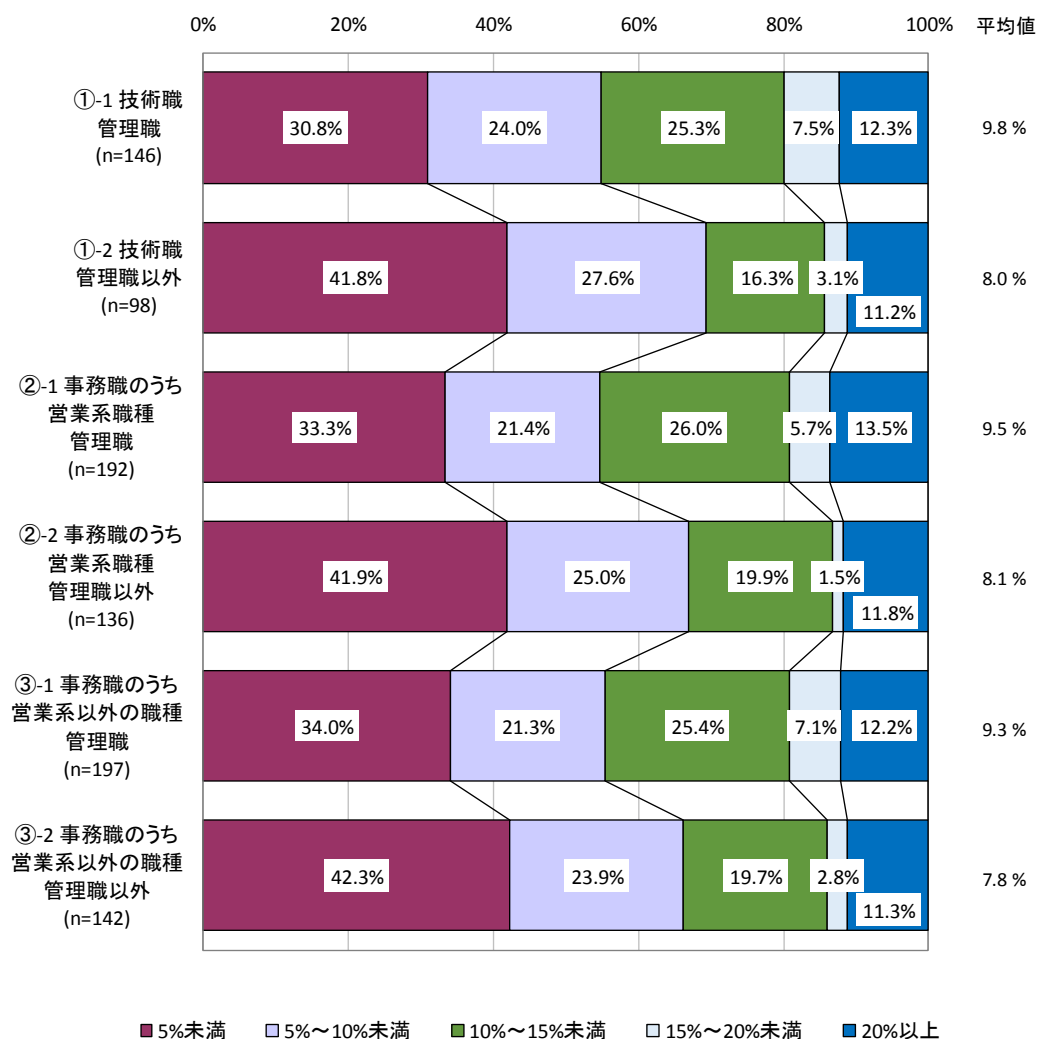 0% 20% 40% 60% 80% 100% 平均値
①-1 技術職
管理職
(n=146)
30.8% 24.0% 25.3% 7.5% 12.3% 9.8 %
①-2 技術職
管理職以外
(n=98)
41.8% 27.6% 16.3% 3.1% 11.2% 8.0 %
②-1 事務職のうち
営業系職種
管理職
(n=192)
33.3% 21.4% 26.0% 5.7% 13.5% 9.5 %
②-2 事務職のうち
営業系職種
管理職以外
(n=136)
41.9% 25.0% 19.9% 1.5% 11.8% 8.1 %
③-1 事務職のうち
営業系以外の職種
管理職
(n=197)
34.0% 21.3% 25.4% 7.1% 12.2% 9.3 %
③-2 事務職のうち
営業系以外の職種
管理職以外
(n=142)
42.3% 23.9% 19.7% 2.8% 11.3% 7.8 %
5%未満 5%～10%未満 10%～15%未満 15%～20%未満 20%以上